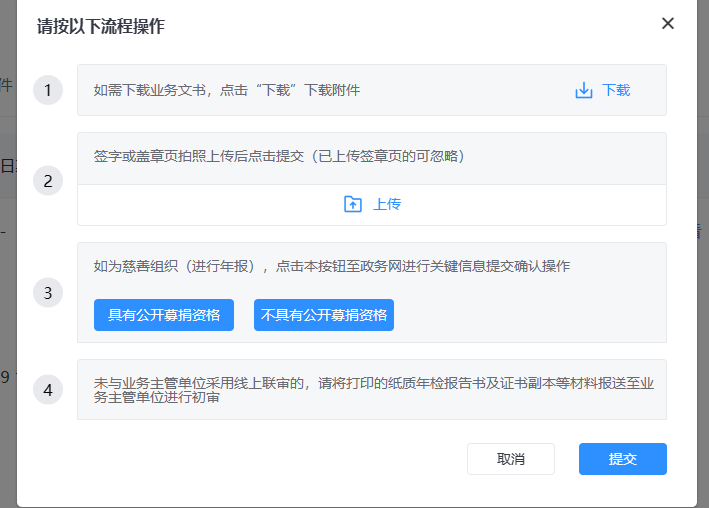 请按以下流程操作
1
如需下载业务文书，点击“下载”下载附件
下载
件
2
签字或盖章页拍照上传后点击提交（已上传签章页的可忽略）
上传
3
如为慈善组织（进行年报），点击本按钮至政务网进行关键信息提交确认操作
具有公开募捐资格
不具有公开募捐资格
9
4
未与业务主管单位采用线上联审的，请将打印的纸质年检报告书及证书副本等材料报送至业
务主管单位进行初审
取消
提交